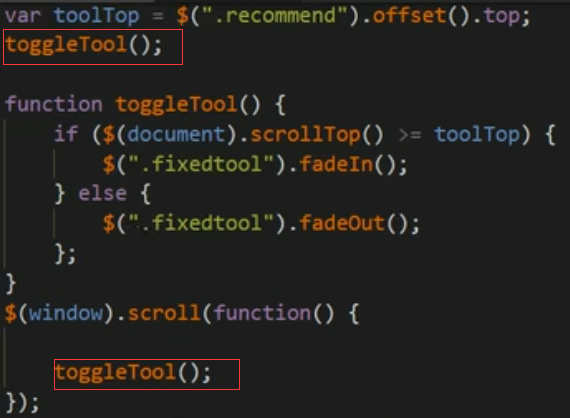 var toolTop = $(".recommend").offset().top;
toggleTool();
function toggleTool() {
if ($(document).scrollTop() >= toolTop) {
$(".fixedtool").fadeIn();
} else {
$(".fixedtool").fadeOut();
};
}
$(window).scroll(function() {
toggleTool();
});